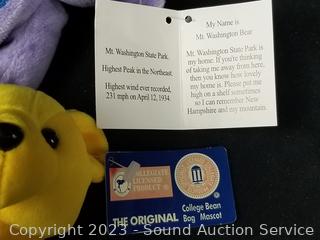 Mt. Washington State Park.
Highest Peak in the Northeast.
Highest wind ever recorded,
231 mph on April 12, 1934.
My Name is
Mt. Washington Bear
Mt. Washington State Park is
my home. If you're thinking
of taking me away from here,
then you know how lovely
my home is. Please put me
high on a shelf sometimes
so I can remember New
Hampshire and my mountain.
COLLEGIATE
LICENSED
PRODUCT
THE ORIGINAL
College Bean
Bag Mascot
Copyright © 2023 - Sound Auction Service